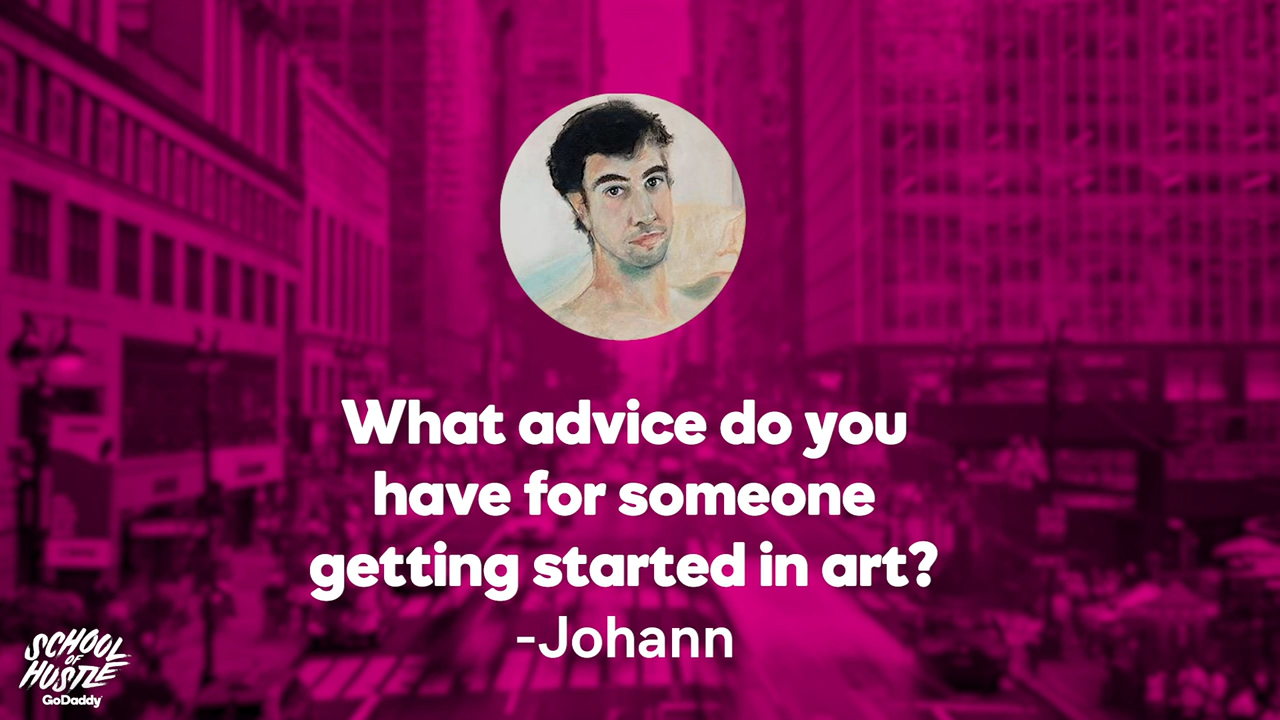 What advice do you
have for someone
getting started in art?
-Johann
SCHOOL
OF
HUSTLE
GoDaddy